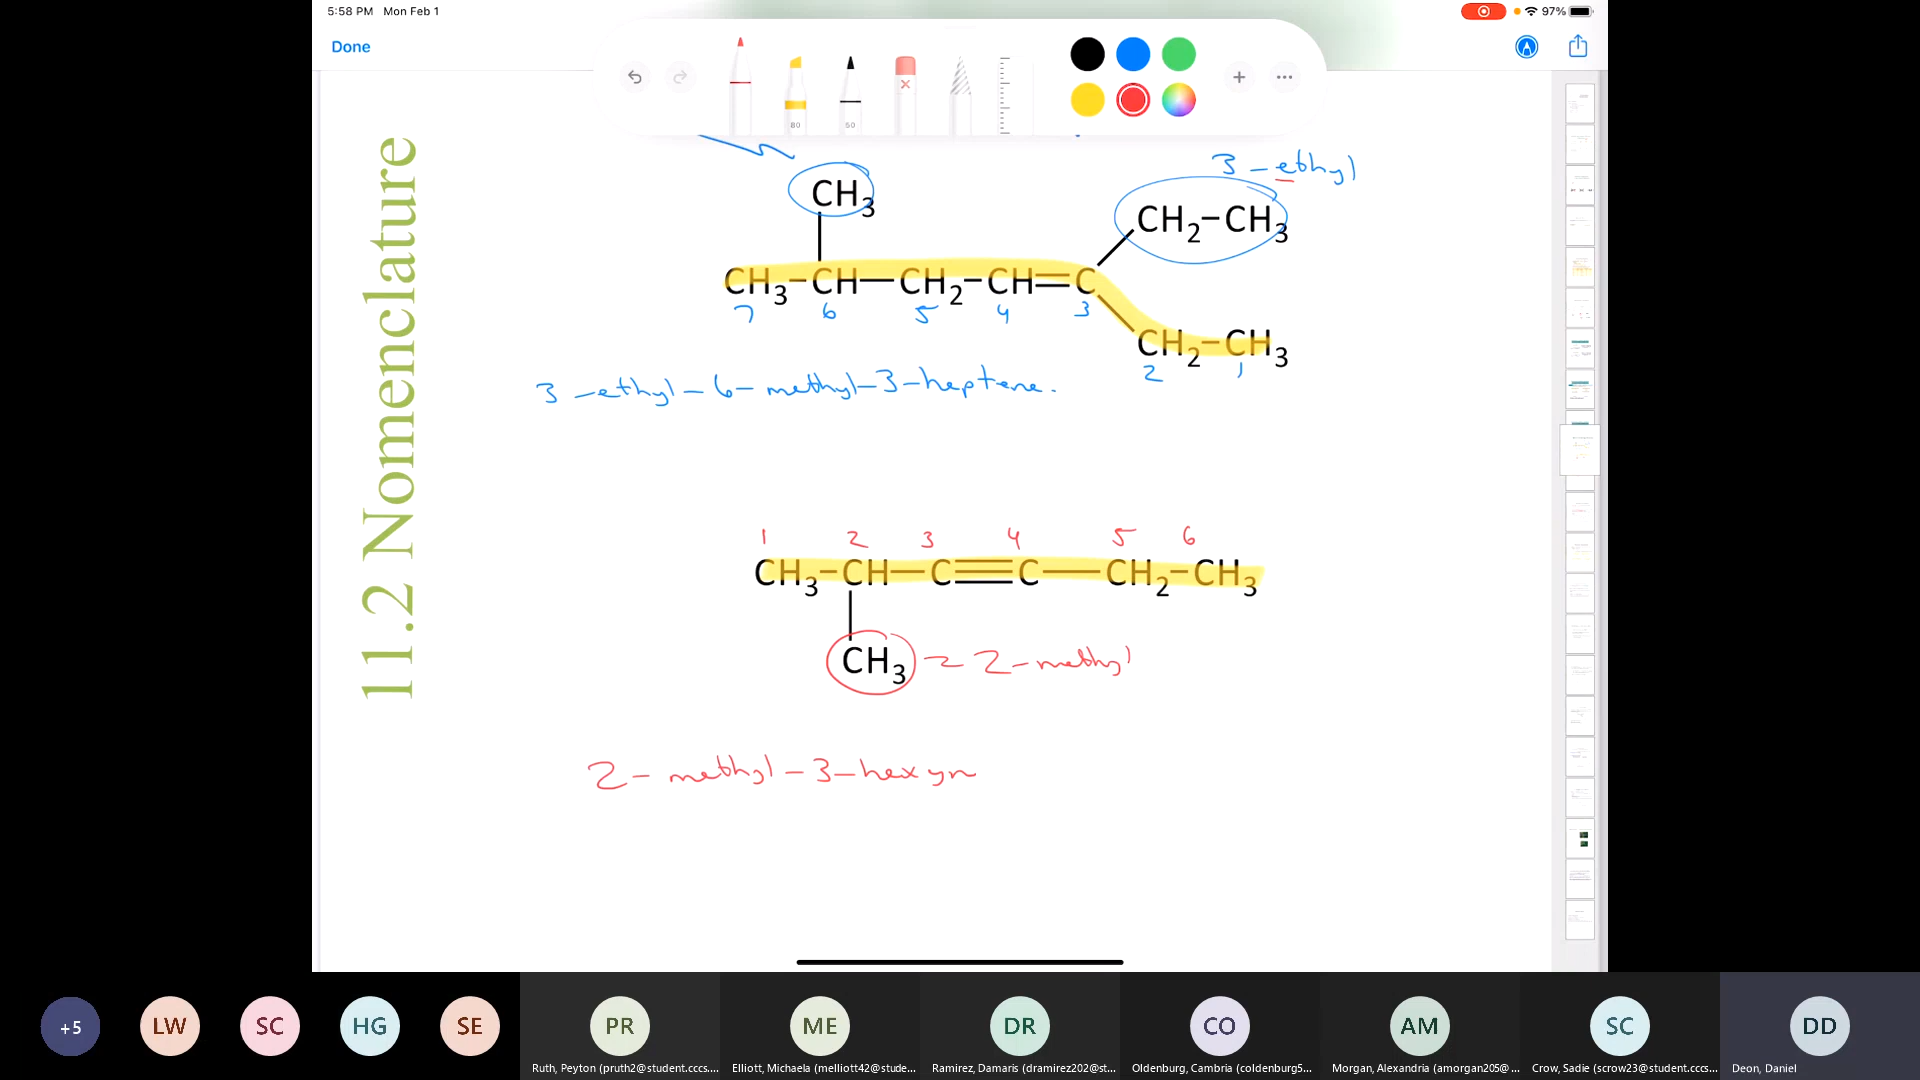 5:58 PM Mon Feb 1
97%
Done
80
50
11.2 Nomenclature
3-ethyl
CH3
CH2-CH3
CH3-CH-CH2-CH=C
7 6 5 4 3
CH2-CH3
2 1
3-ethyl-6-methyl-3-heptene.
1 2 3 4 5 6
CH3-CH-C≡C-CH2-CH3
CH3 - 2-methyl
2-methyl-3-hexyn
+5
LW
SC
HG
SE
PR
ME
DR
CO
AM
SC
DD
Ruth, Peyton (pruth2@student.cccs....
Elliott, Michaela (melliott42@stude...
Ramirez, Damaris (dramirez202@st...
Oldenburg, Cambria (coldenburg5...
Morgan, Alexandria (amorgan205@...
Crow, Sadie (scrow23@student.cccs...
Deon, Daniel